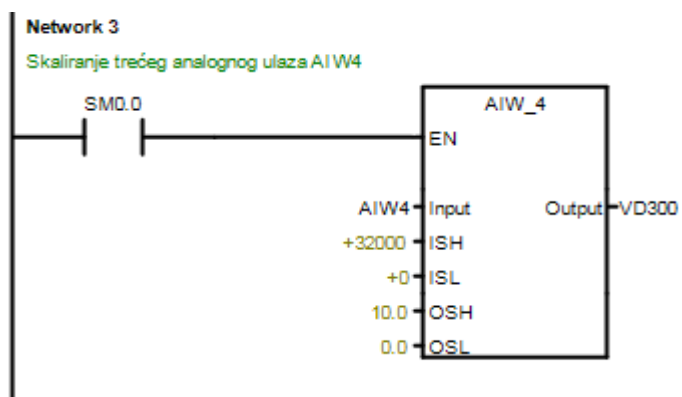 Network 3
Skaliranje trećeg analognog ulaza AIW4
SM0.0
AIW_4
EN
AIW4 Input Output VD300
+32000 ISH
+0 ISL
10.0 OSH
0.0 OSL